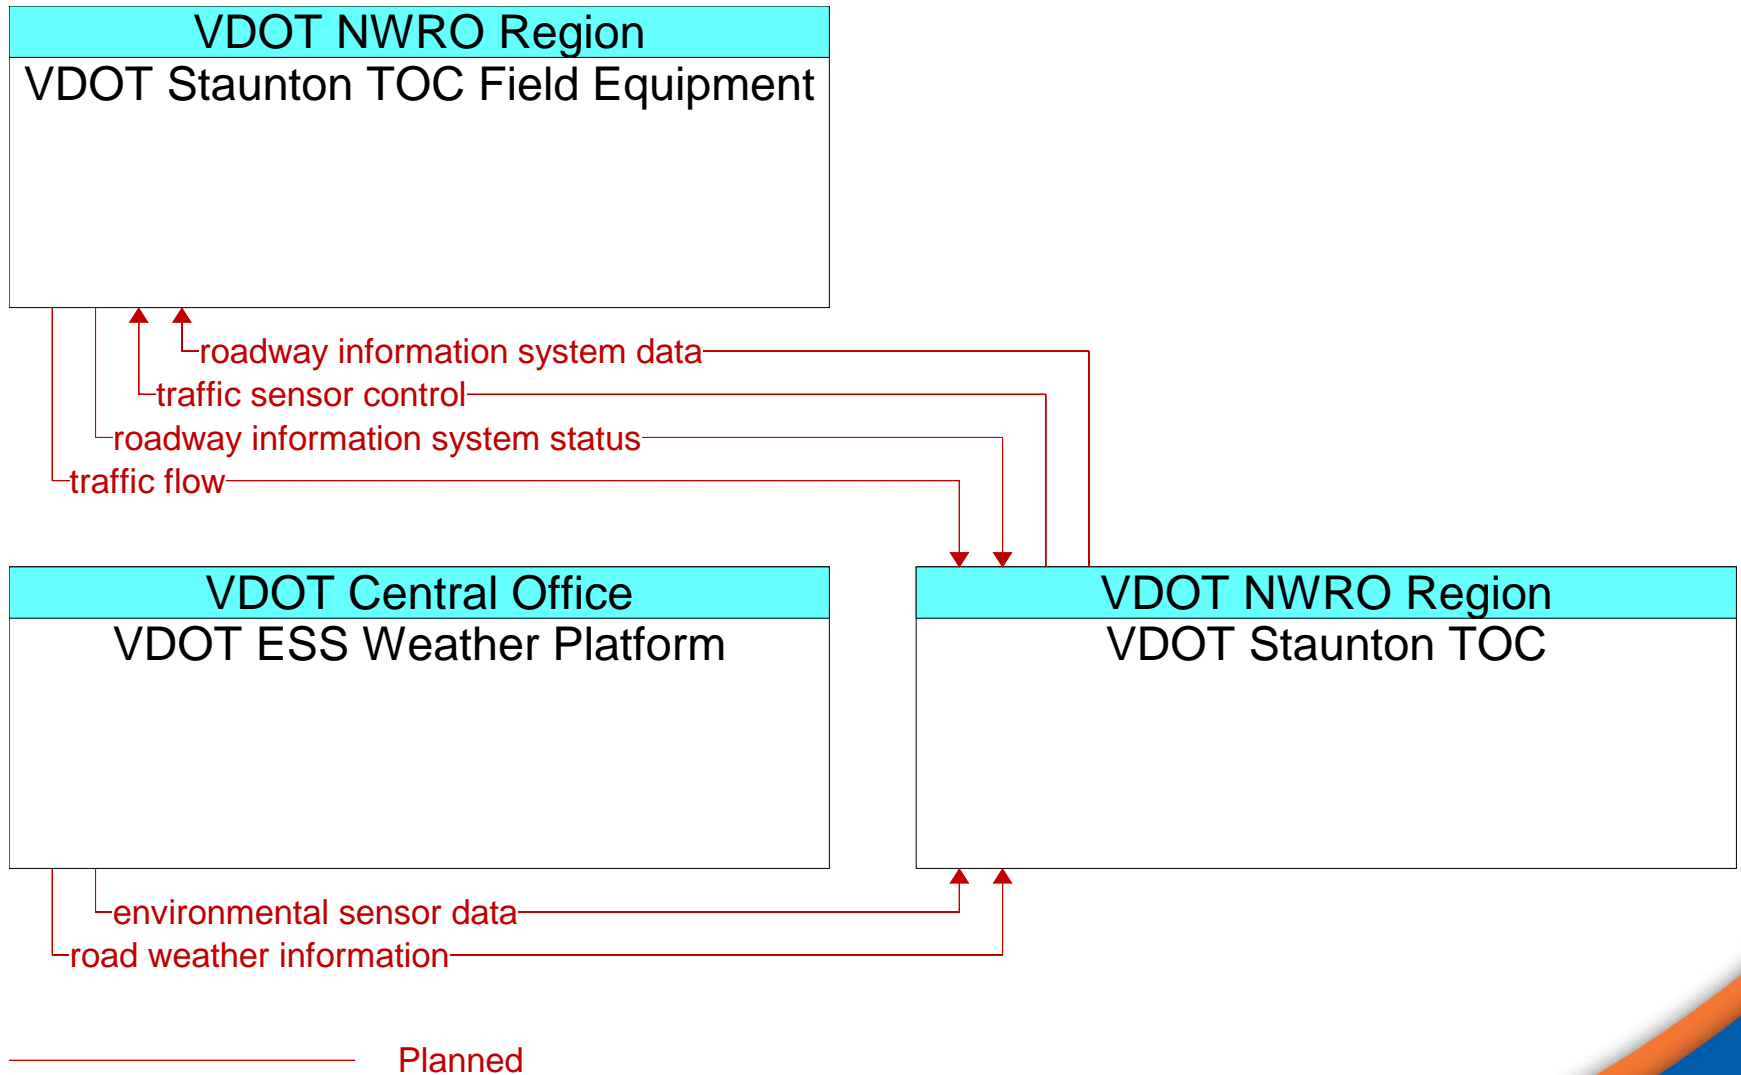 VDOT NWRO Region
VDOT Staunton TOC Field Equipment
roadway information system data
traffic sensor control
roadway information system status
traffic flow
VDOT Central Office
VDOT ESS Weather Platform
VDOT NWRO Region
VDOT Staunton TOC
environmental sensor data
road weather information
Planned